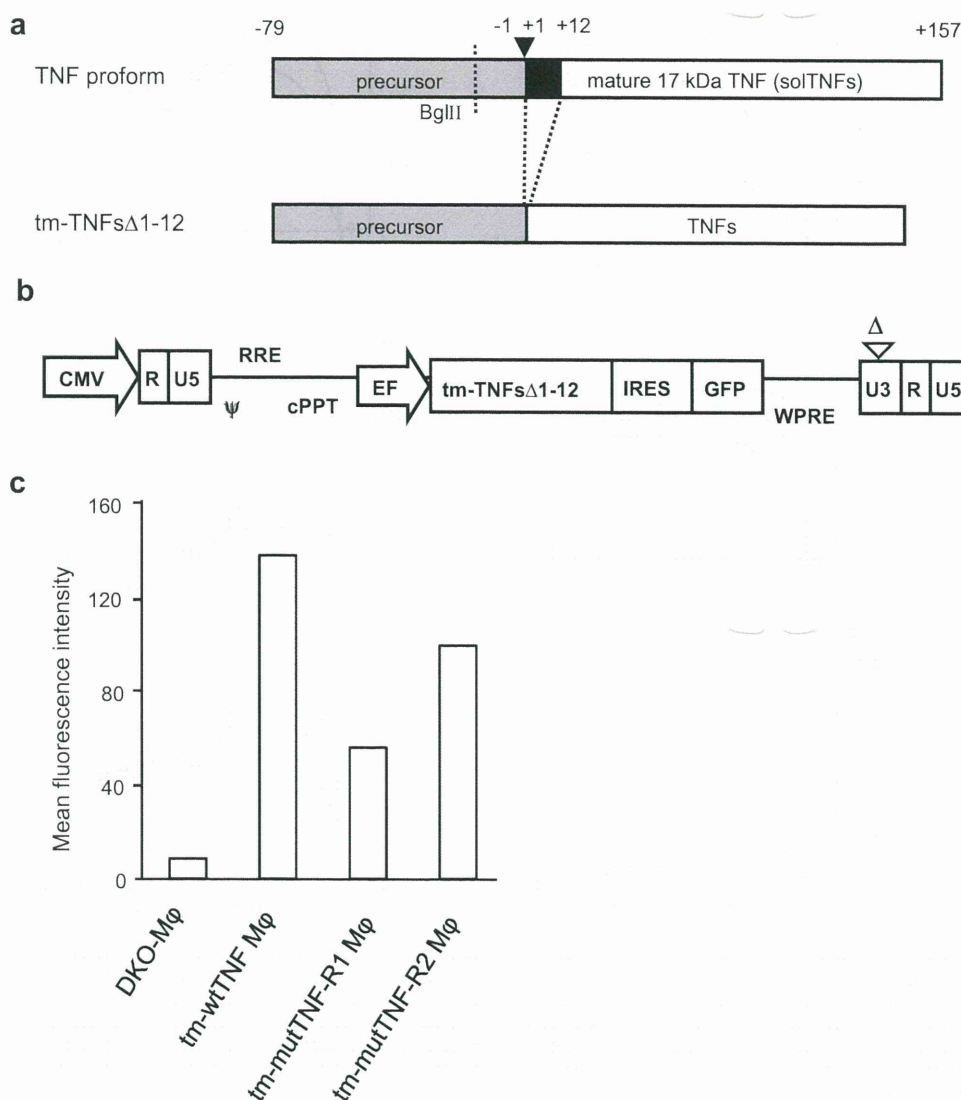 a
-79 -1 +1 +12 +157
TNF proform precursor mature 17 kDa TNF (solTNFs)
BglII
tm-TNFsΔ1-12 precursor TNFs
b
Δ
RRE
CMV R U5 EF tm-TNFsΔ1-12 IRES GFP U3 R U5
ψ cPPT WPRE
c
Mean fluorescence intensity
160
120
80
40
0
DKO-Mφ
tm-wtTNF Mφ
tm-mutTNF-R1 Mφ
tm-mutTNF-R2 Mφ